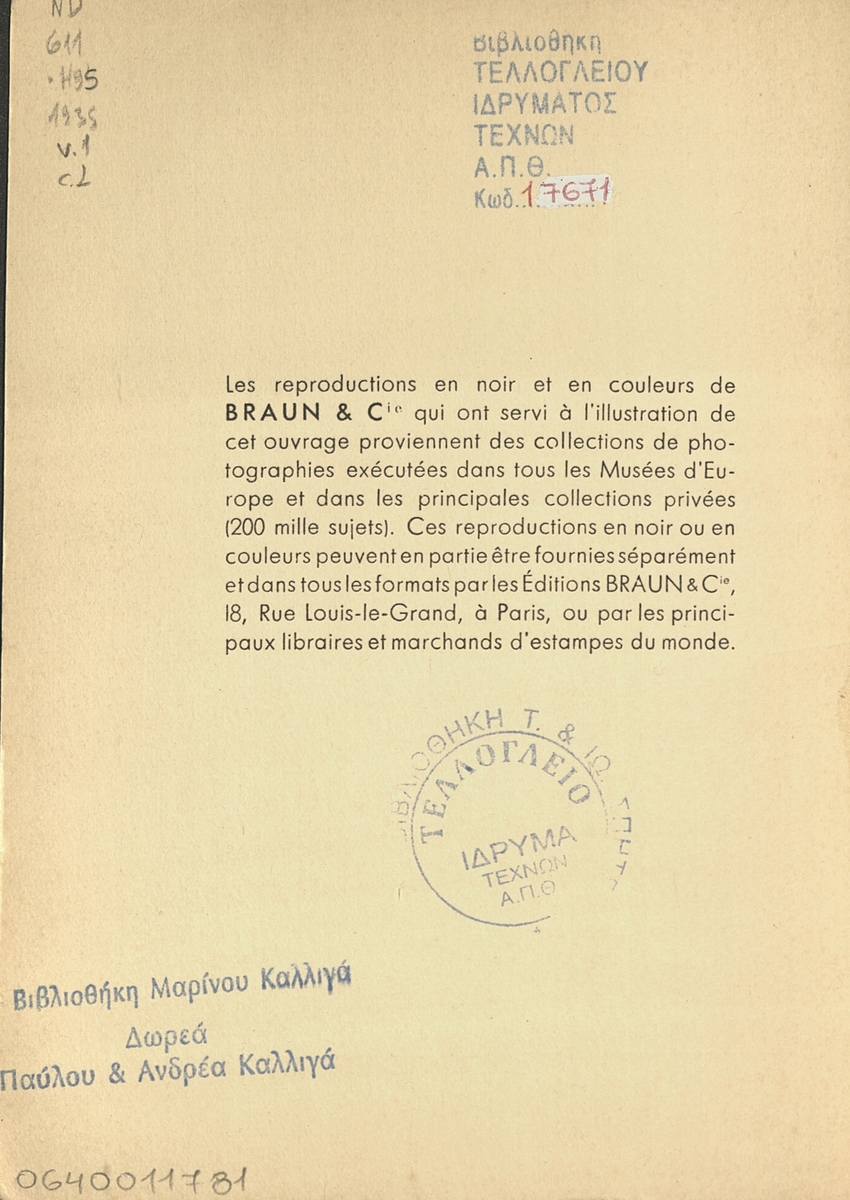 ND
611
.H95
1935
v.1
c.2
Βιβλιοθήκη
ΤΕΛΛΟΓΛΕΙΟΥ
ΙΔΡΥΜΑΤΟΣ
ΤΕΧΝΩΝ
Α.Π.Θ.
Κωδ. 17671
Les reproductions en noir et en couleurs de
BRAUN & Cie qui ont servi à l'illustration de
cet ouvrage proviennent des collections de pho-
tographies exécutées dans tous les Musées d'Eu-
rope et dans les principales collections privées
(200 mille sujets). Ces reproductions en noir ou en
couleurs peuvent en partie être fournies séparément
et dans tous les formats par les Éditions BRAUN & Cie,
18, Rue Louis-le-Grand, à Paris, ou par les princi-
paux libraires et marchands d'estampes du monde.
ΒΙΒΛΙΟΘΗΚΗ Τ. &
ΤΕΛΛΟΓΛΕΙΟ
ΙΔΡΥΜΑ
ΤΕΧΝΩΝ
Α.Π.Θ
Βιβλιοθήκη Μαρίνου Καλλιγά
Δωρεά
Παύλου & Ανδρέα Καλλιγά
0640011781